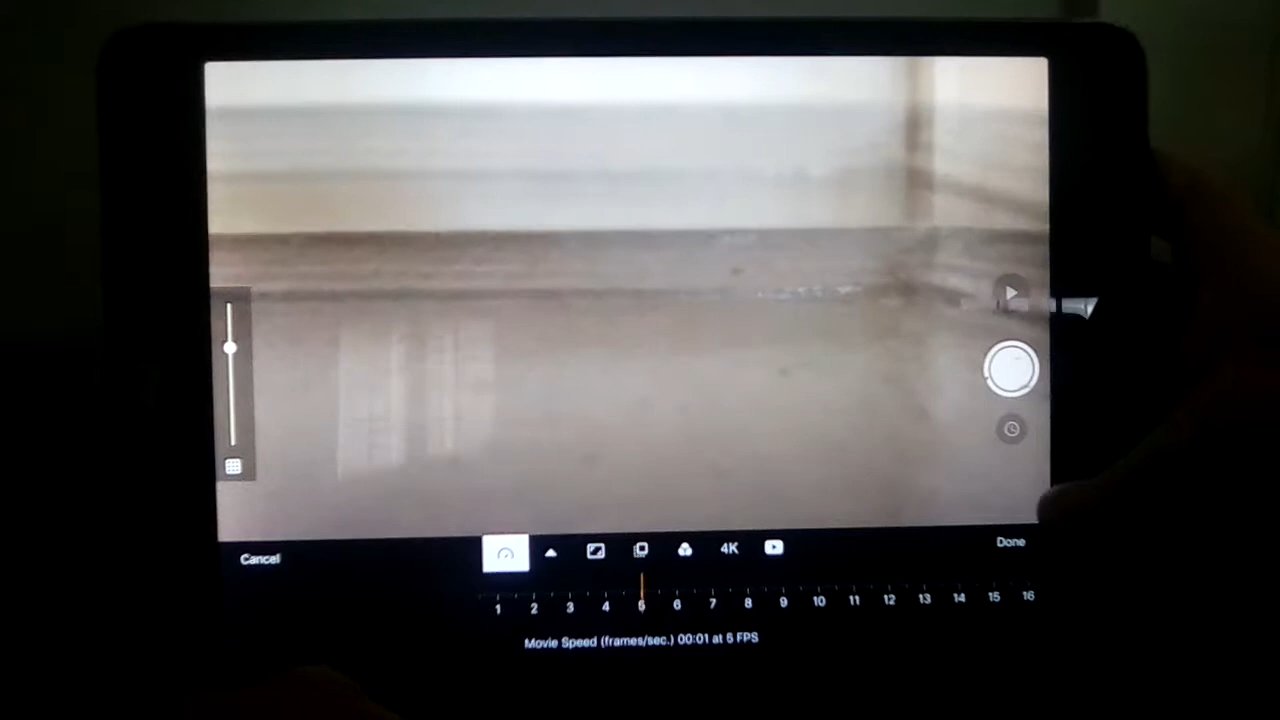 Cancel 4K Done
1 2 3 4 5 6 7 8 9 10 11 12 13 14 15 16
Movie Speed (frames/sec.) 00:01 at 5 FPS